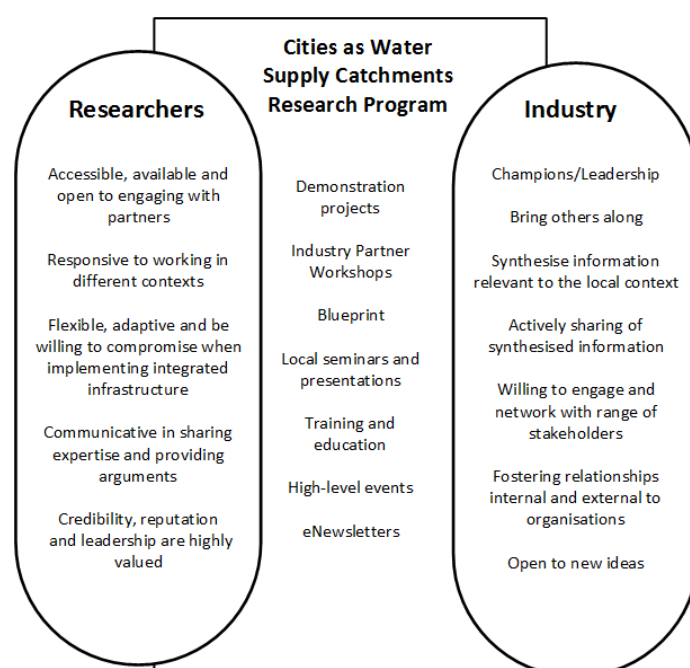 Cities as Water
Supply Catchments
Research Program
Researchers
Accessible, available and
open to engaging with
partners
Responsive to working in
different contexts
Flexible, adaptive and be
willing to compromise when
implementing integrated
infrastructure
Communicative in sharing
expertise and providing
arguments
Credibility, reputation
and leadership are highly
valued
Demonstration
projects
Industry Partner
Workshops
Blueprint
Local seminars and
presentations
Training and
education
High-level events
eNewsletters
Industry
Champions/Leadership
Bring others along
Synthesise information
relevant to the local context
Actively sharing of
synthesised information
Willing to engage and
network with range of
stakeholders
Fostering relationships
internal and external to
organisations
Open to new ideas